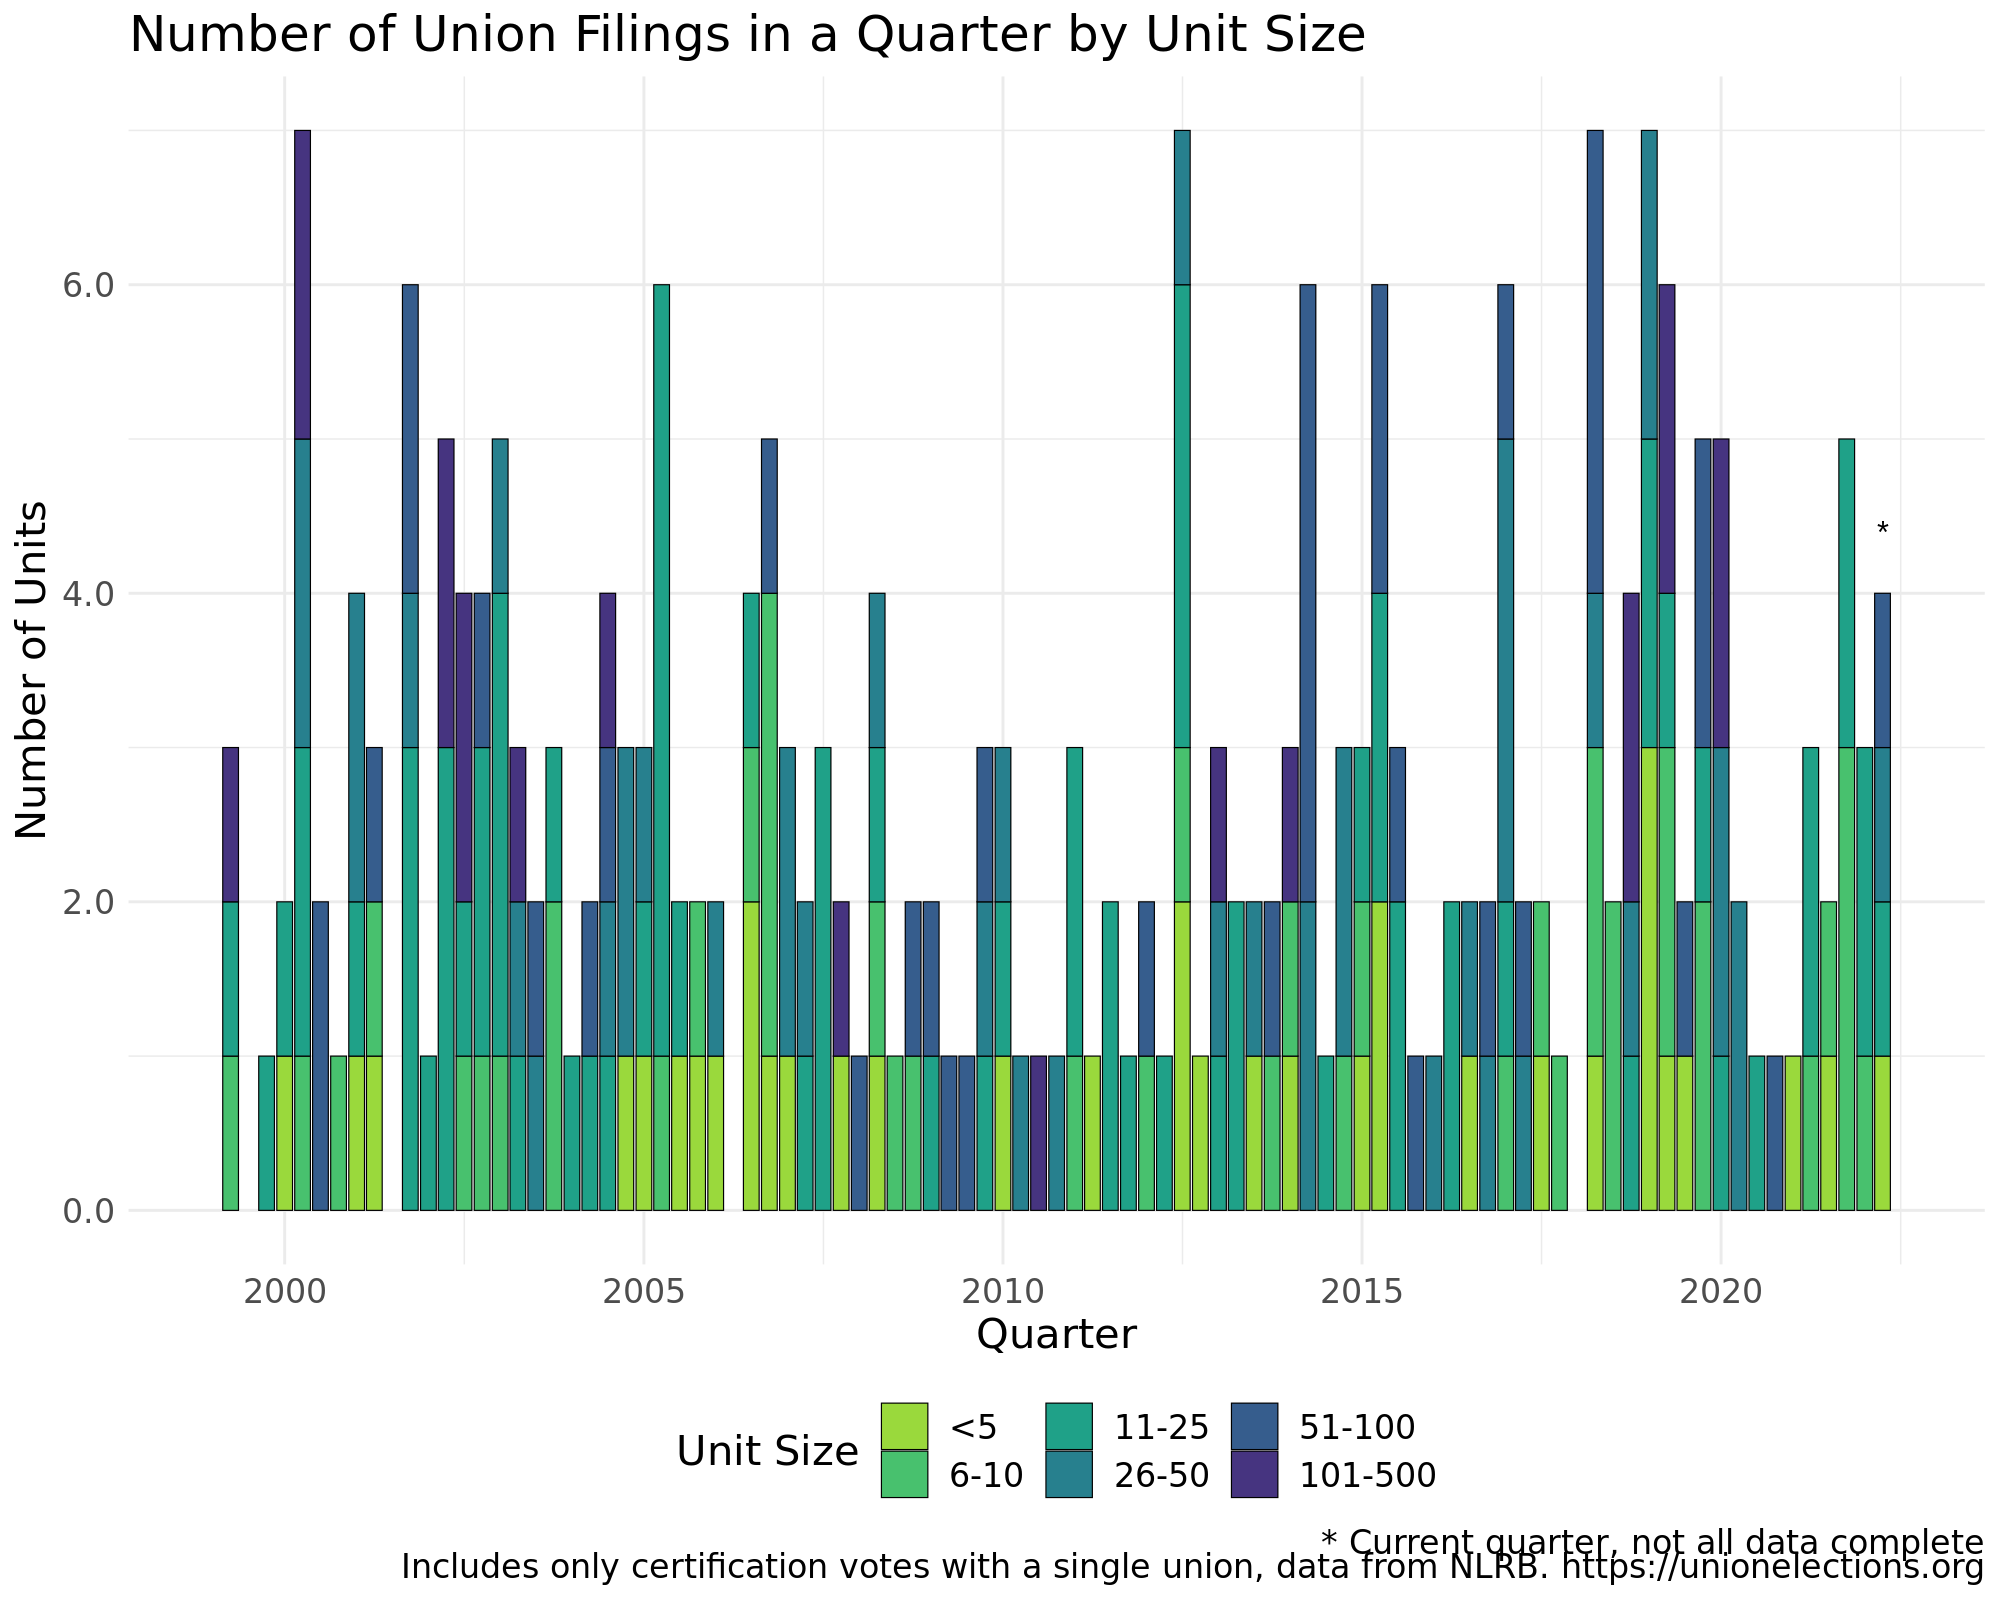 Number of Union Filings in a Quarter by Unit Size
Number of Units
6.0
4.0
2.0
0.0
*
2000 2005 2010 2015 2020
Quarter
Unit Size
<5 11-25 51-100
6-10 26-50 101-500
* Current quarter, not all data complete
Includes only certification votes with a single union, data from NLRB. https://unionelections.org